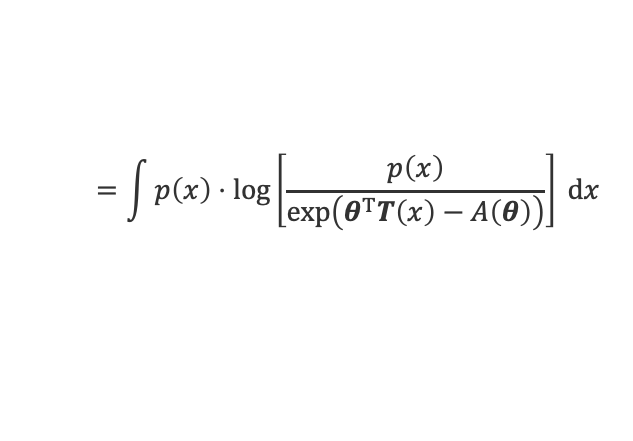 = ∫ p(x) · log [ p(x) / exp(θᵀT(x) − A(θ)) ] dx